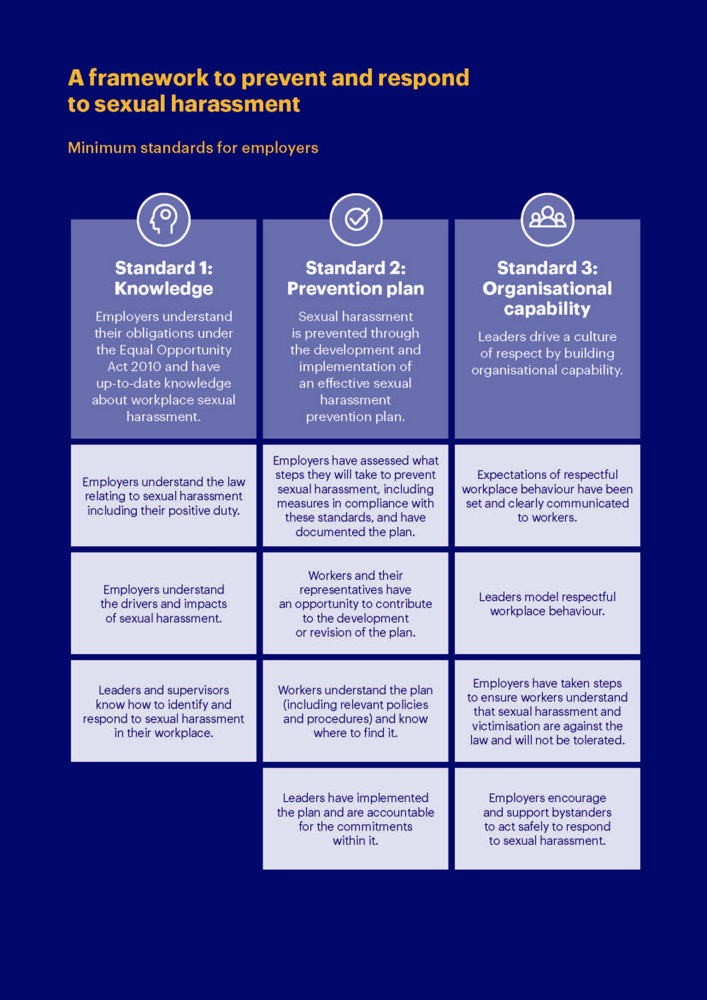 A framework to prevent and respond
to sexual harassment
Minimum standards for employers
Standard 1:
Knowledge
Employers understand
their obligations under
the Equal Opportunity
Act 2010 and have
up-to-date knowledge
about workplace sexual
harassment.
Employers understand the law
relating to sexual harassment
including their positive duty.
Employers understand
the drivers and impacts
of sexual harassment.
Leaders and supervisors
know how to identify and
respond to sexual harassment
in their workplace.
Standard 2:
Prevention plan
Sexual harassment
is prevented through
the development and
implementation of
an effective sexual
harassment
prevention plan.
Employers have assessed what
steps they will take to prevent
sexual harassment, including
measures in compliance with
these standards, and have
documented the plan.
Workers and their
representatives have
an opportunity to contribute
to the development
or revision of the plan.
Workers understand the plan
(including relevant policies
and procedures) and know
where to find it.
Leaders have implemented
the plan and are accountable
for the commitments
within it.
Standard 3:
Organisational
capability
Leaders drive a culture
of respect by building
organisational capability.
Expectations of respectful
workplace behaviour have been
set and clearly communicated
to workers.
Leaders model respectful
workplace behaviour.
Employers have taken steps
to ensure workers understand
that sexual harassment and
victimisation are against the
law and will not be tolerated.
Employers encourage
and support bystanders
to act safely to respond
to sexual harassment.